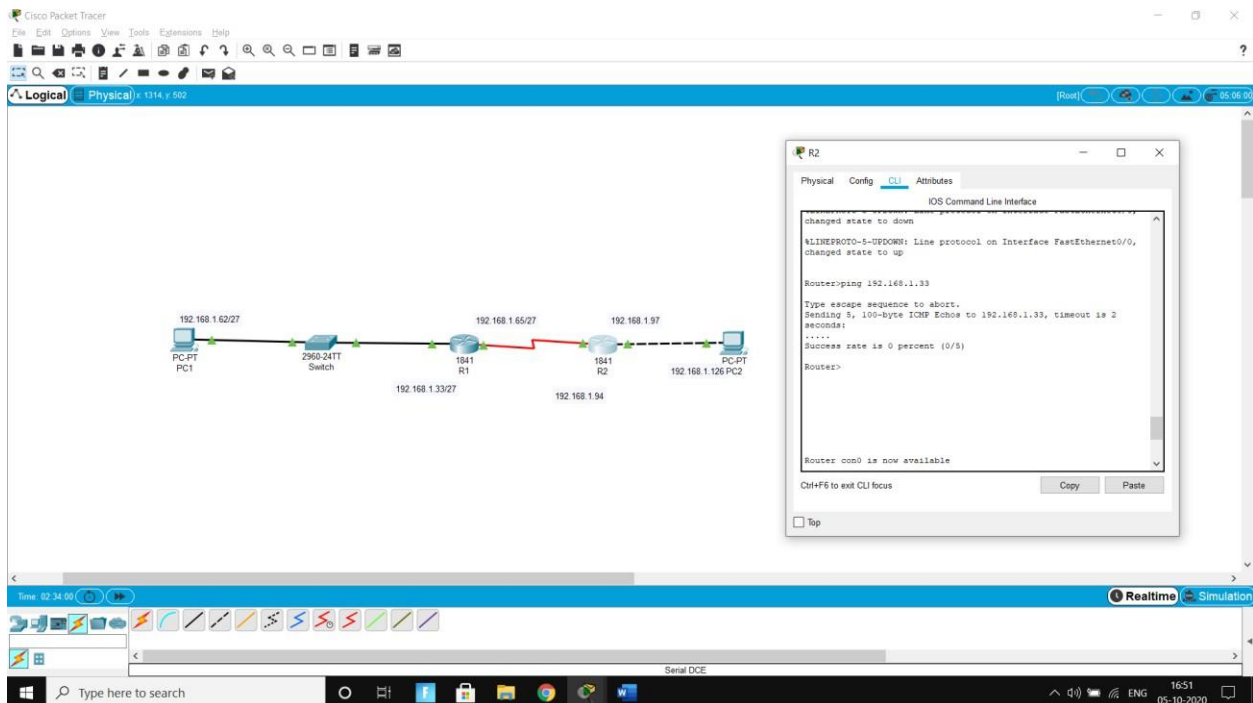 Cisco Packet Tracer
File Edit Options View Tools Extensions Help
?
Logical Physical x: 1314, y: 502
[Root] 05:06:00
R2
Physical Config CLI Attributes
IOS Command Line Interface
changed state to down
%LINEPROTO-5-UPDOWN: Line protocol on Interface FastEthernet0/0,
changed state to up
Router>ping 192.168.1.33
Type escape sequence to abort.
Sending 5, 100-byte ICMP Echos to 192.168.1.33, timeout is 2
seconds:
.....
Success rate is 0 percent (0/5)
Router>
Router con0 is now available
Ctrl+F6 to exit CLI focus
Copy Paste
Top
192.168.1.62/27
192.168.1.65/27
192.168.1.97
PC-PT
PC1
2960-24TT
Switch
1841
R1
1841
R2
PC-PT
192.168.1.126 PC2
192.168.1.33/27
192.168.1.94
Time: 02:34:00
Realtime Simulation
Serial DCE
Type here to search
ENG
16:51
05-10-2020